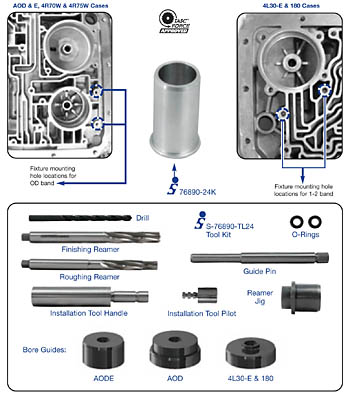 AOD & E, 4R70W & 4R75W Cases
TASC
FORCE
APPROVED
4L30-E & 180 Cases
Fixture mounting
hole locations for
OD band
76890-24K
Fixture mounting
hole locations for 1-2 band
Drill
Finishing Reamer
Roughing Reamer
Installation Tool Handle
S-76890-TL24
Tool Kit
O-Rings
Guide Pin
Installation Tool Pilot
Reamer
Jig
Bore Guides:
AODE
AOD
4L30-E & 180